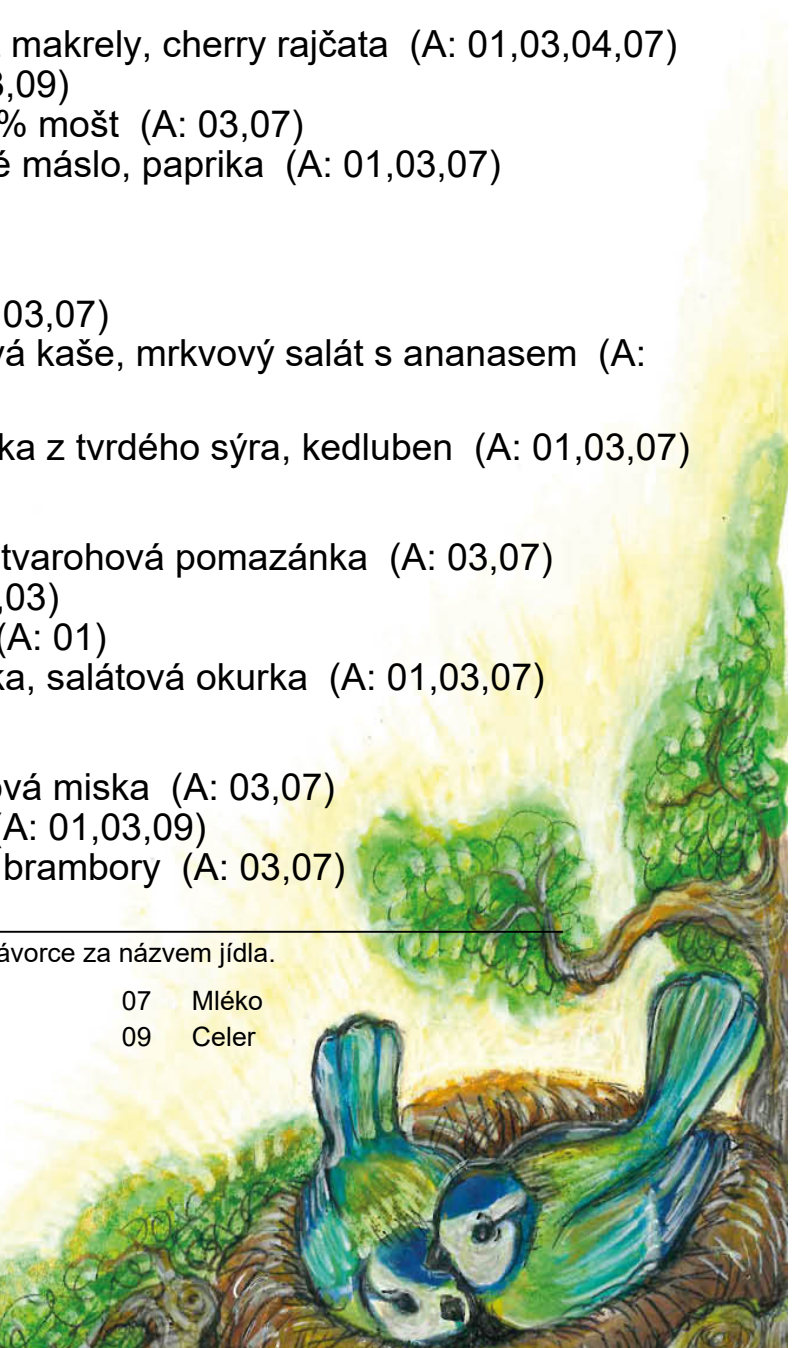 makrely, cherry rajčata (A: 01,03,04,07)
,09)
% mošt (A: 03,07)
é máslo, paprika (A: 01,03,07)
03,07)
vá kaše, mrkvový salát s ananasem (A:
ka z tvrdého sýra, kedluben (A: 01,03,07)
tvarohová pomazánka (A: 03,07)
,03)
(A: 01)
ka, salátová okurka (A: 01,03,07)
ová miska (A: 03,07)
(A: 01,03,09)
brambory (A: 03,07)
ávorce za názvem jídla.
07 Mléko
09 Celer